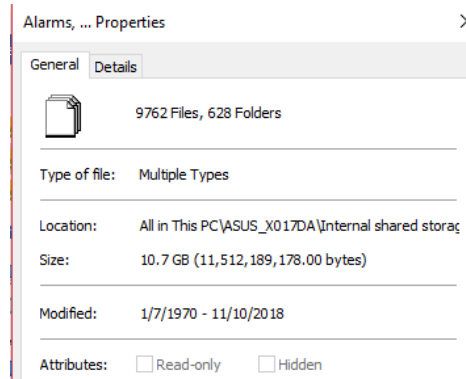 Alarms, ... Properties
General Details
9762 Files, 628 Folders
Type of file: Multiple Types
Location: All in This PC\ASUS_X017DA\Internal shared storag
Size: 10.7 GB (11,512,189,178.00 bytes)
Modified: 1/7/1970 - 11/10/2018
Attributes: Read-only Hidden